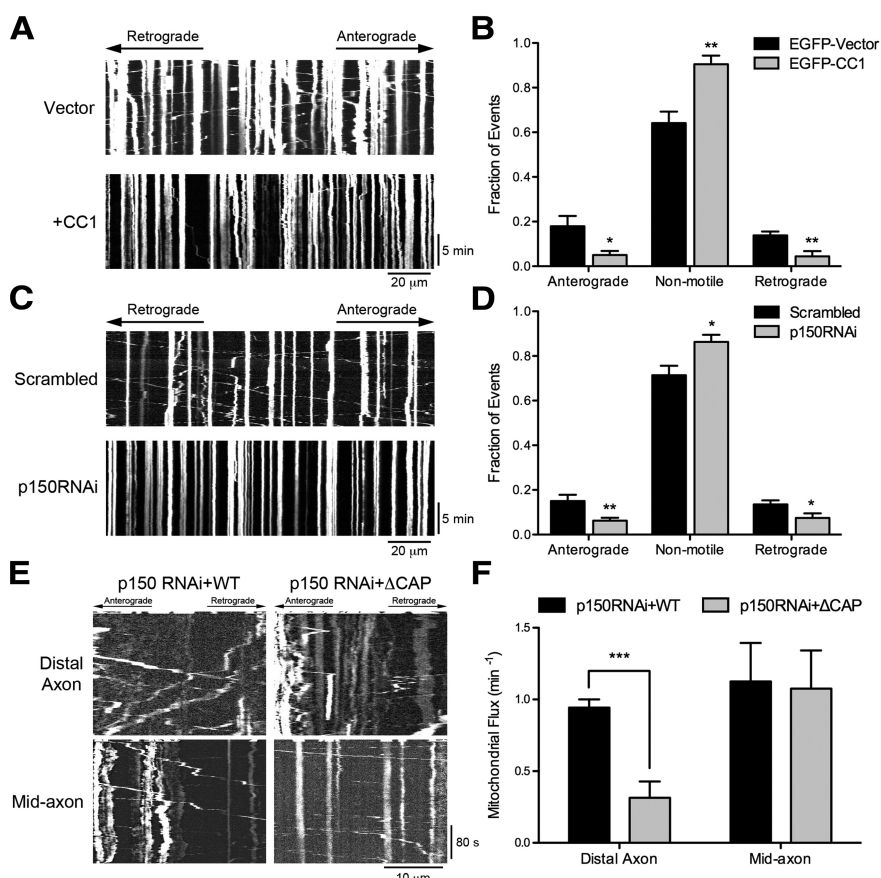 A
Retrograde
Anterograde
Vector
+CC1
5 min
20 μm
B
EGFP-Vector
EGFP-CC1
Fraction of Events
1.0
0.8
0.6
0.4
0.2
0.0
*
**
**
Anterograde
Non-motile
Retrograde
C
Retrograde
Anterograde
Scrambled
p150RNAi
5 min
20 μm
D
Scrambled
p150RNAi
Fraction of Events
1.0
0.8
0.6
0.4
0.2
0.0
**
*
*
Anterograde
Non-motile
Retrograde
E
p150 RNAi+WT
p150 RNAi+ΔCAP
Anterograde
Retrograde
Anterograde
Retrograde
Distal
Axon
Mid-axon
80 s
10 μm
F
p150RNAi+WT
p150RNAi+ΔCAP
Mitochondrial Flux (min -1)
1.5
1.0
0.5
0.0
***
Distal Axon
Mid-axon